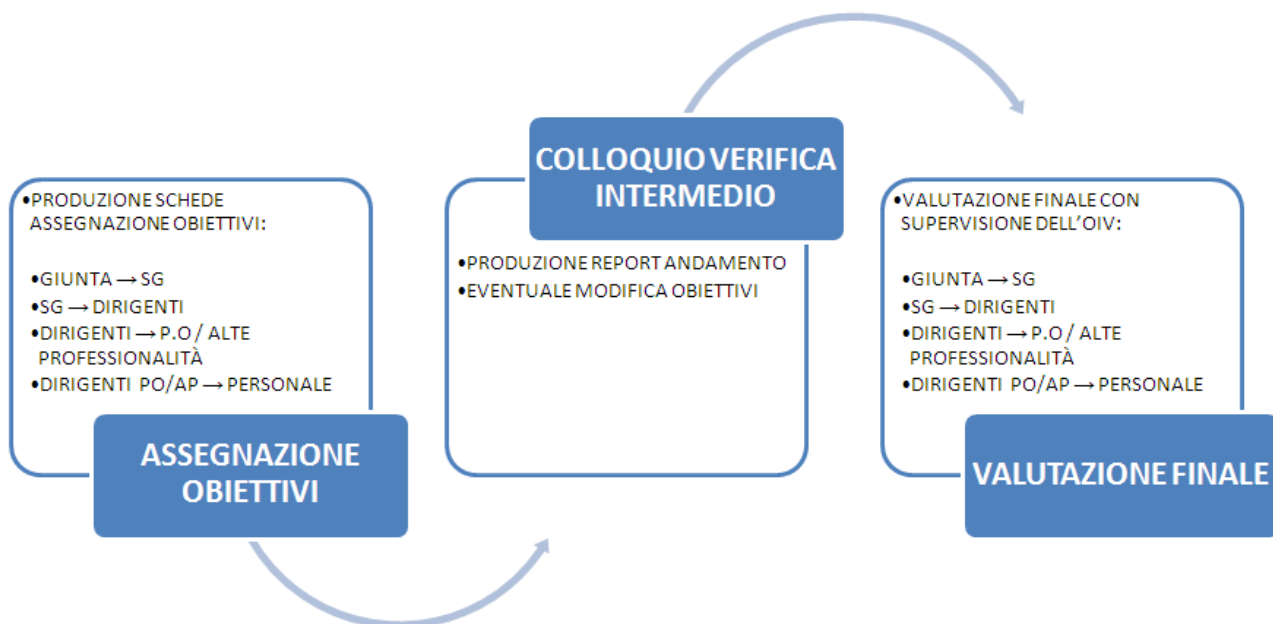 •PRODUZIONE SCHEDE
ASSEGNAZIONE OBIETTIVI:
•GIUNTA → SG
•SG → DIRIGENTI
•DIRIGENTI → P.O / ALTE
PROFESSIONALITÀ
•DIRIGENTI PO/AP → PERSONALE
ASSEGNAZIONE
OBIETTIVI
COLLOQUIO VERIFICA
INTERMEDIO
•PRODUZIONE REPORT ANDAMENTO
•EVENTUALE MODIFICA OBIETTIVI
•VALUTAZIONE FINALE CON
SUPERVISIONE DELL'OIV:
•GIUNTA → SG
•SG → DIRIGENTI
•DIRIGENTI → P.O / ALTE
PROFESSIONALITÀ
•DIRIGENTI PO/AP → PERSONALE
VALUTAZIONE FINALE